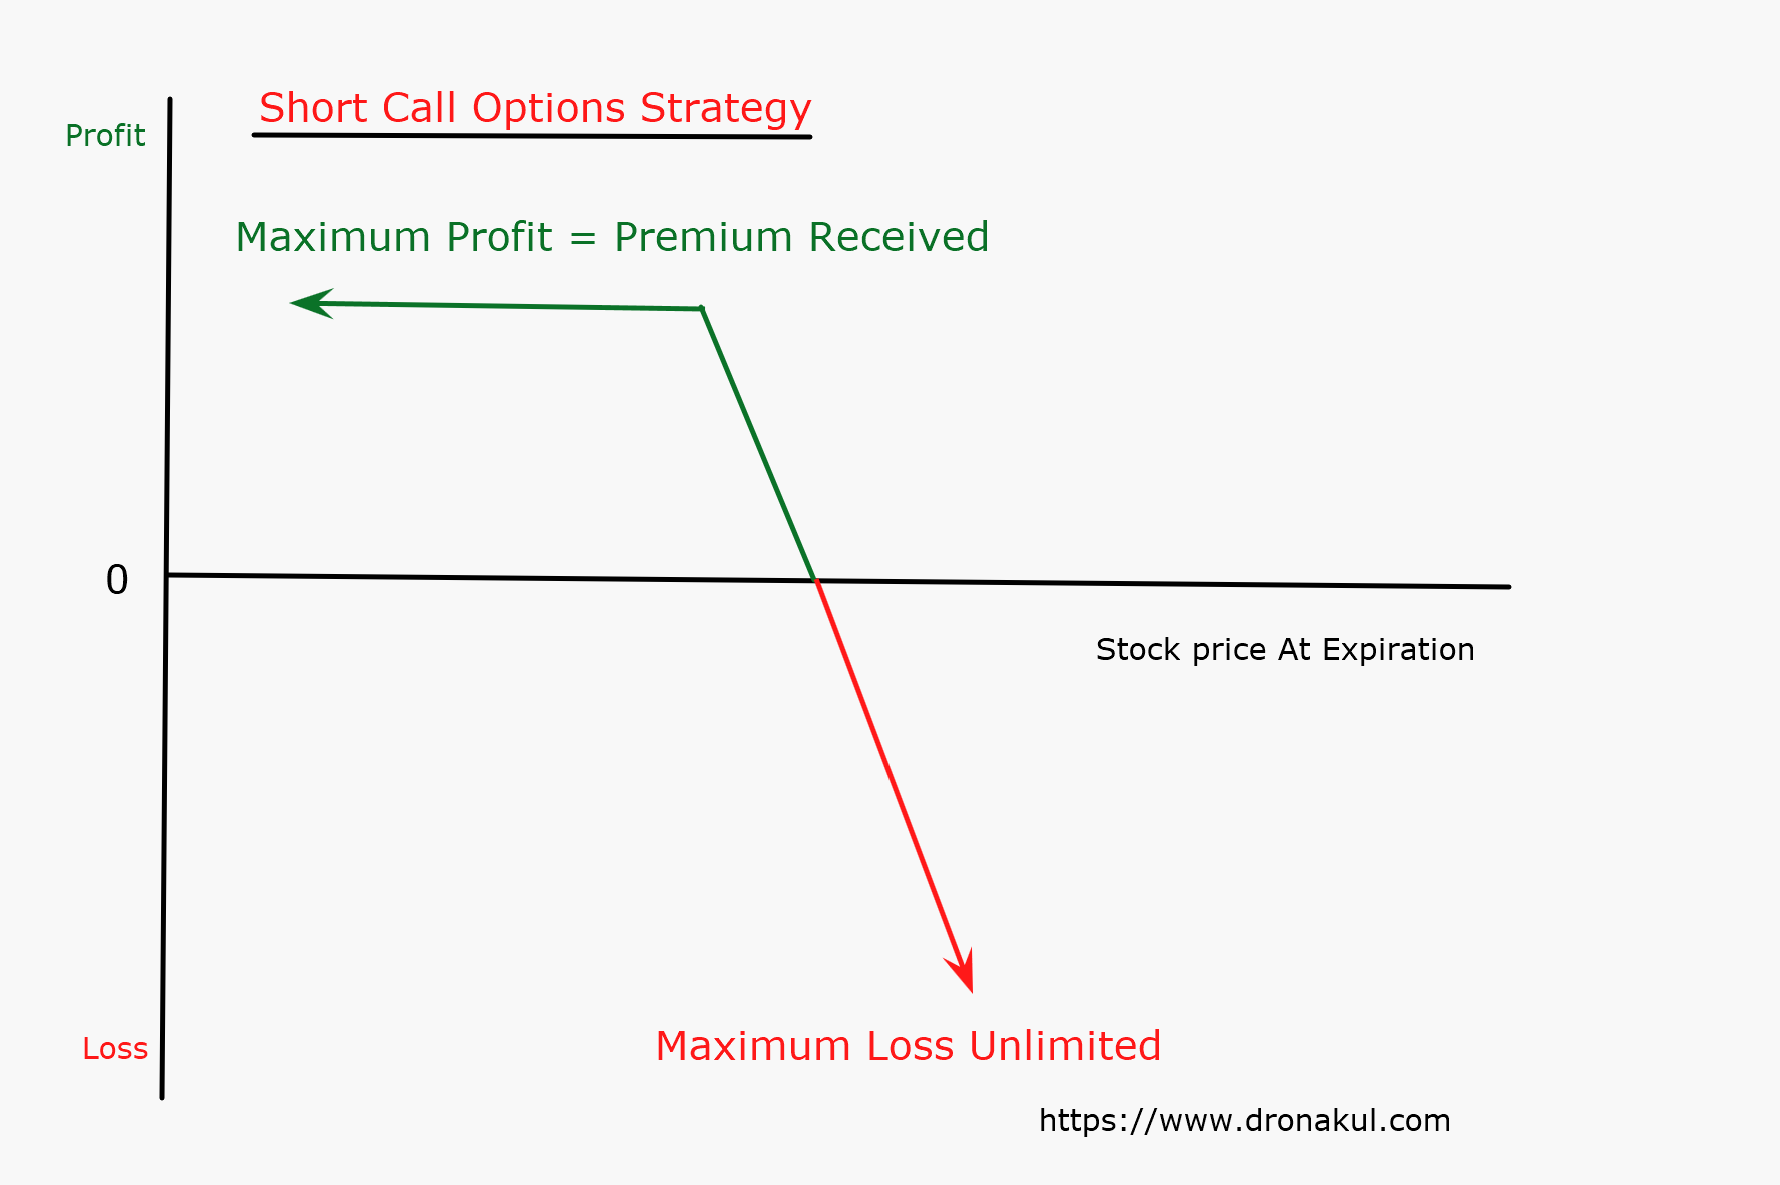 Short Call Options Strategy
Profit
Maximum Profit = Premium Received
0
Stock price At Expiration
Loss
Maximum Loss Unlimited
https://www.dronakul.com